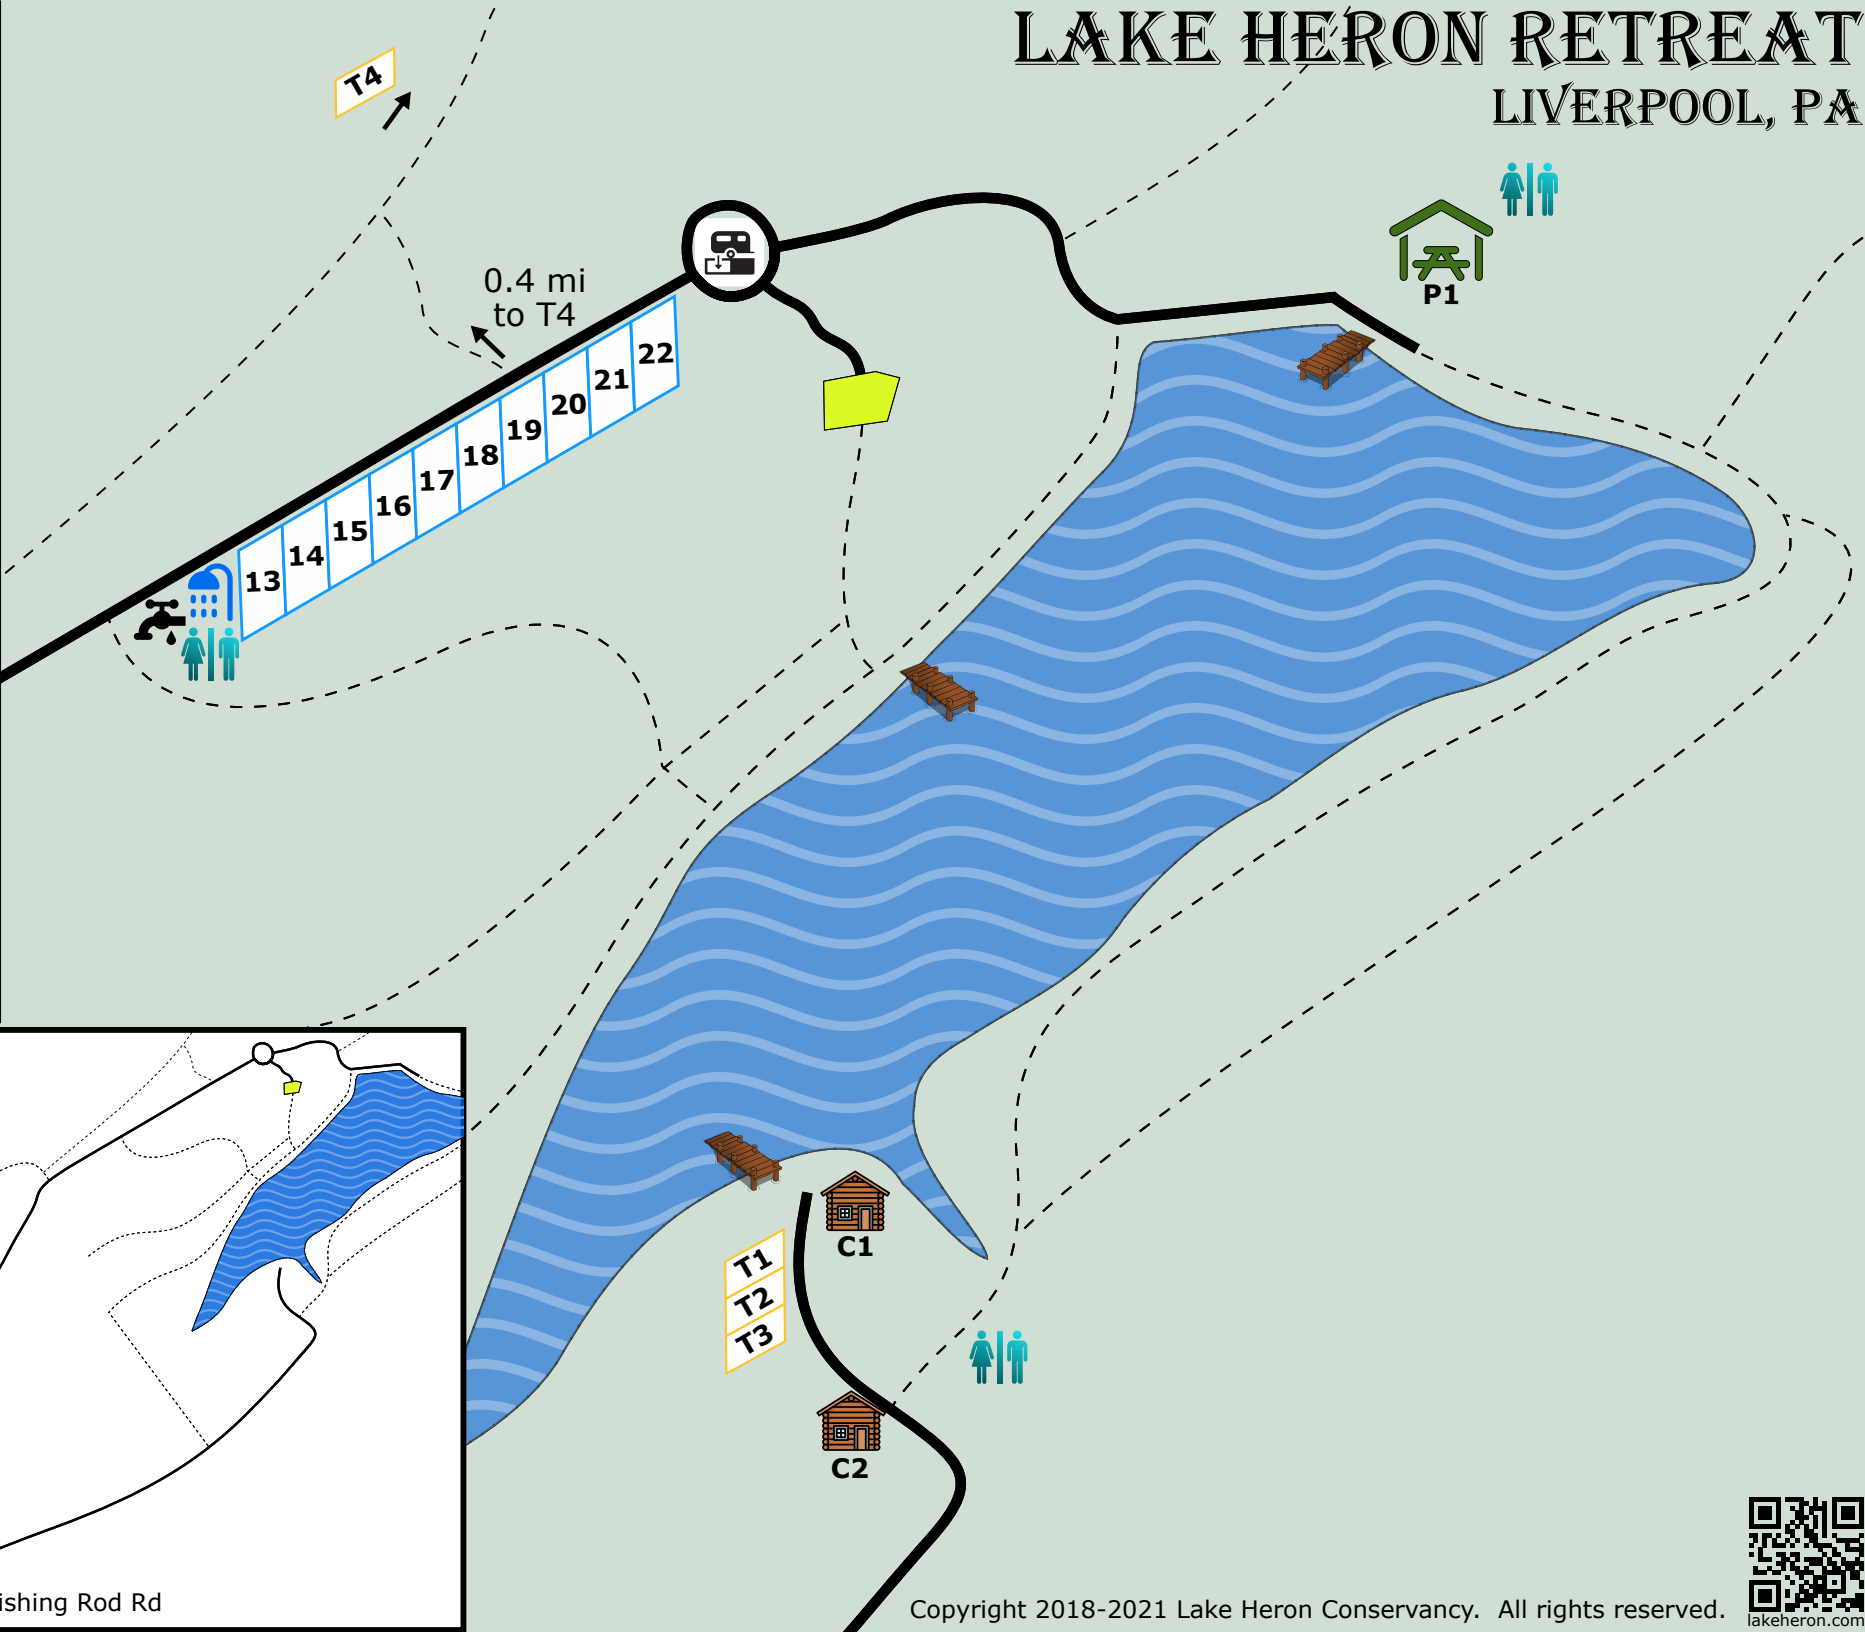 LAKE HERON RETREAT
LIVERPOOL, PA
T4
0.4 mi
to T4
P1
22
21
20
19
18
17
16
15
14
13
C1
T1
T2
T3
C2
ishing Rod Rd
Copyright 2018-2021 Lake Heron Conservancy.  All rights reserved.
lakeheron.com